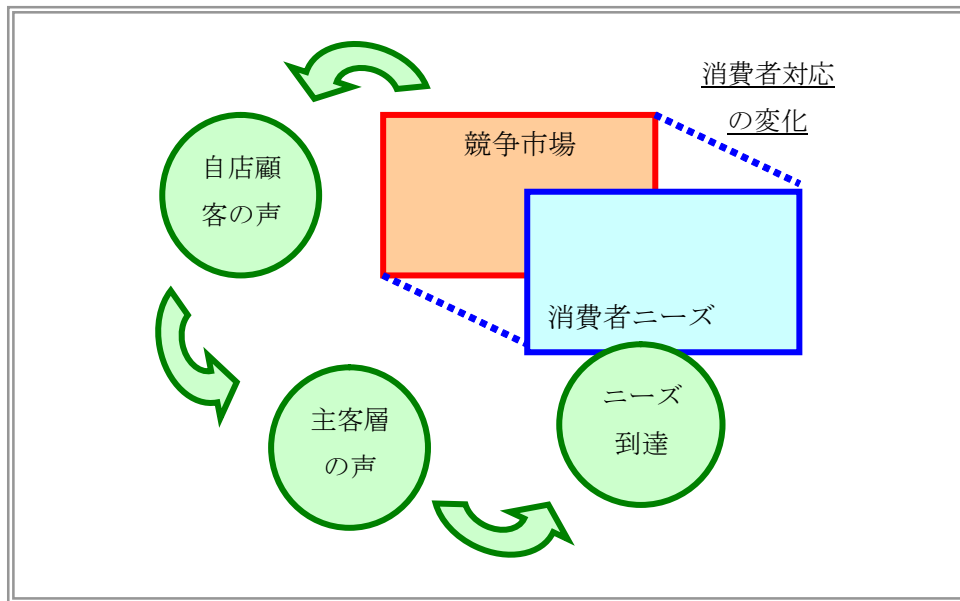 消費者対応
の変化
競争市場
自店顧
客の声
消費者ニーズ
主客層
の声
ニーズ
到達